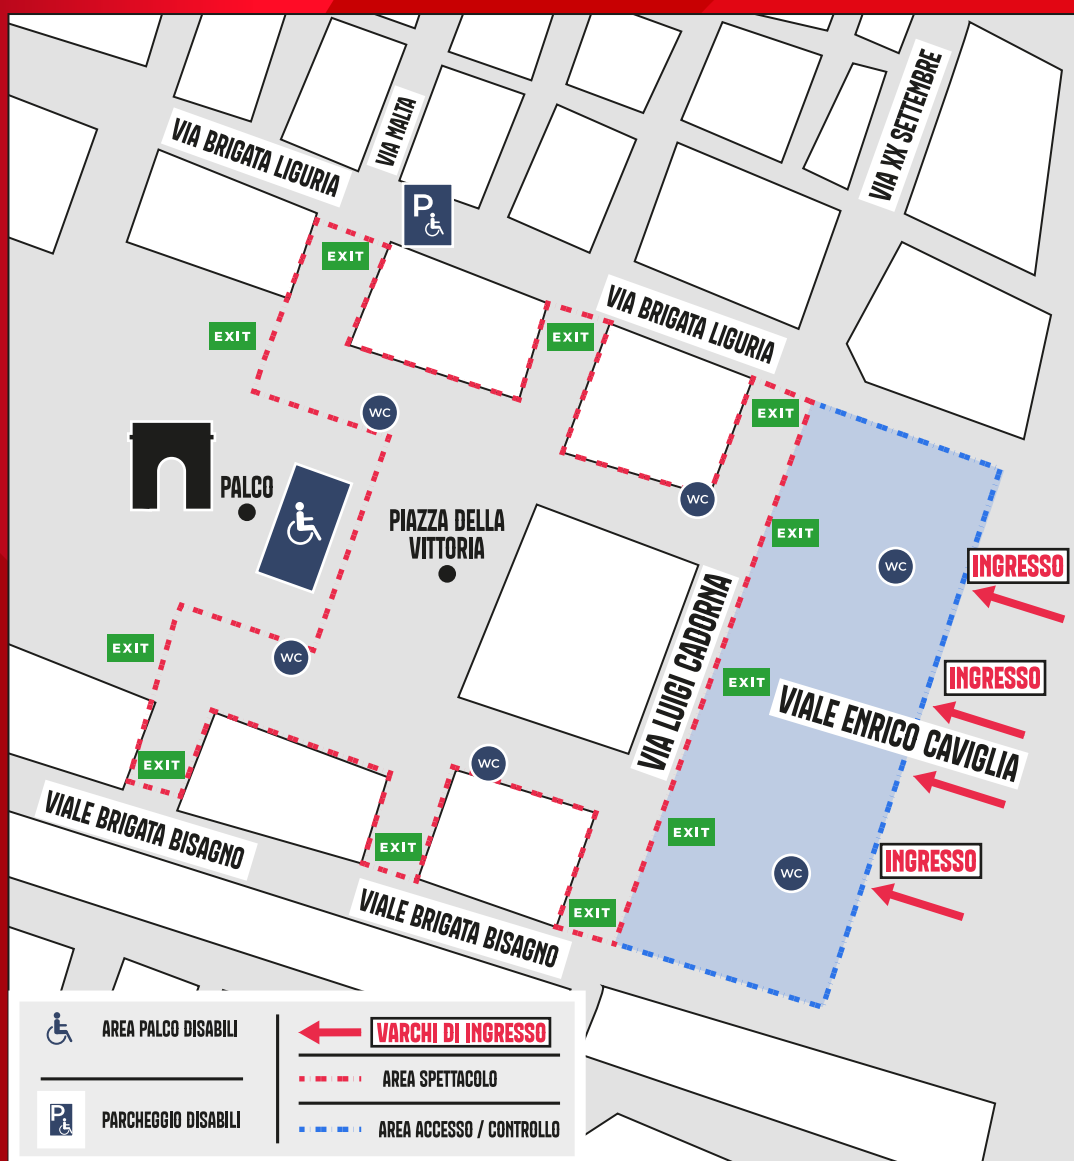 VIA XX SETTEMBRE
VIA MALTA
VIA BRIGATA LIGURIA
P
EXIT
EXIT
EXIT
VIA BRIGATA LIGURIA
EXIT
WC
PALCO
WC
PIAZZA DELLA
VITTORIA
EXIT
WC
INGRESSO
VIA LUIGI CADORNA
EXIT
WC
EXIT
INGRESSO
VIALE ENRICO CAVIGLIA
EXIT
WC
VIALE BRIGATA BISAGNO
EXIT
EXIT
WC
INGRESSO
VIALE BRIGATA BISAGNO
EXIT
AREA PALCO DISABILI
VARCHI DI INGRESSO
AREA SPETTACOLO
P
PARCHEGGIO DISABILI
AREA ACCESSO / CONTROLLO